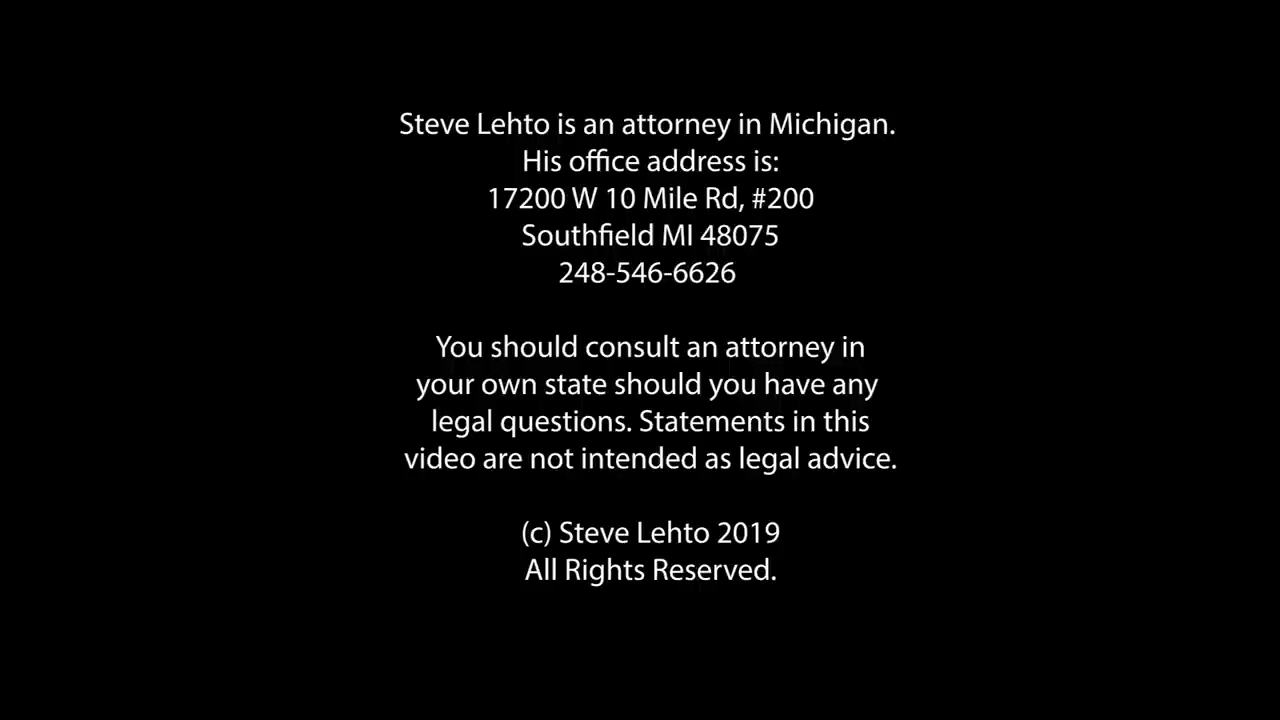 Steve Lehto is an attorney in Michigan.
His office address is:
17200 W 10 Mile Rd, #200
Southfield MI 48075
248-546-6626
You should consult an attorney in
your own state should you have any
legal questions. Statements in this
video are not intended as legal advice.
(c) Steve Lehto 2019
All Rights Reserved.